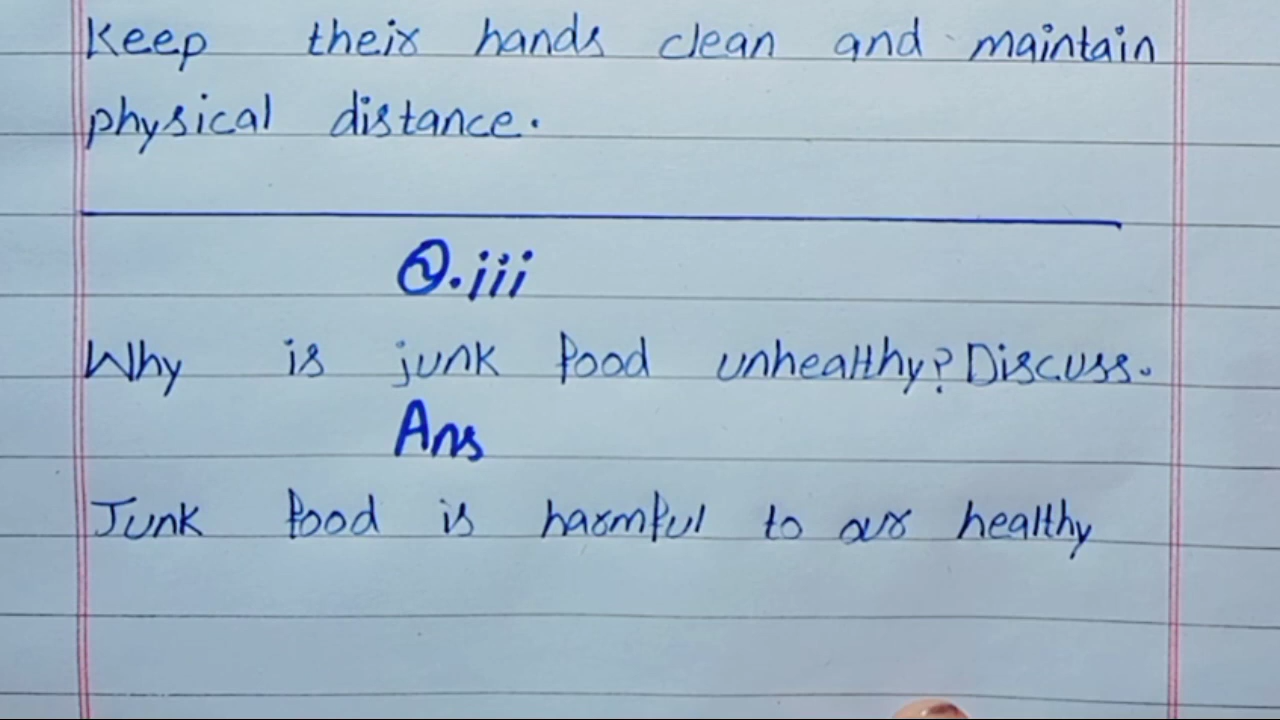 Keep their hands clean and maintain
physical distance.
Q.iii
Why is junk food unhealthy? Discuss.
Ans
Junk food is harmful to our healthy